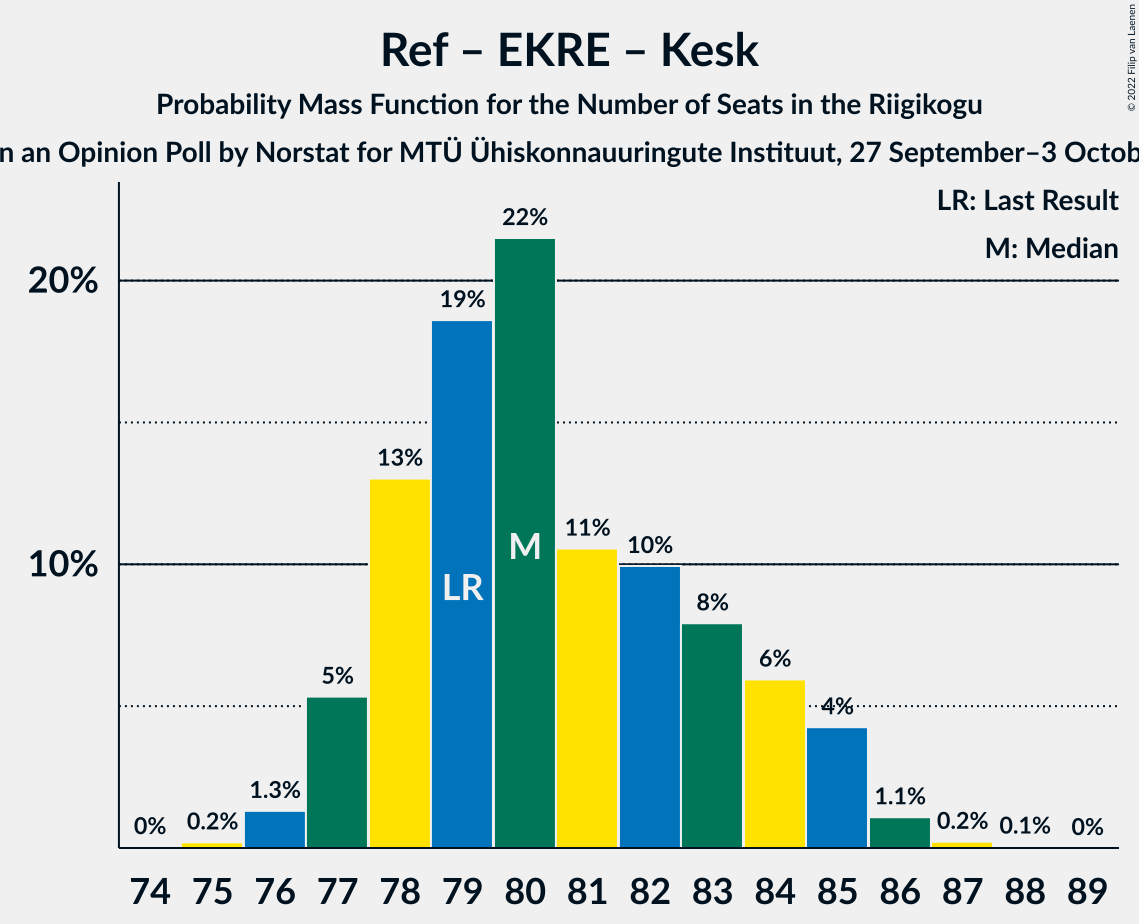 Ref – EKRE – Kesk
Probability Mass Function for the Number of Seats in the Riigikogu
an Opinion Poll by Norstat for MTÜ Ühiskonnauuringute Instituut, 27 September–3
© 2022 Filip van Laenen
LR: Last Result
M: Median
20%
10%
0%
0.2%
1.3%
5%
13%
19%
22%
11%
10%
8%
6%
4%
1.1%
0.2%
0.1%
0%
LR
M
74 75 76 77 78 79 80 81 82 83 84 85 86 87 88 89